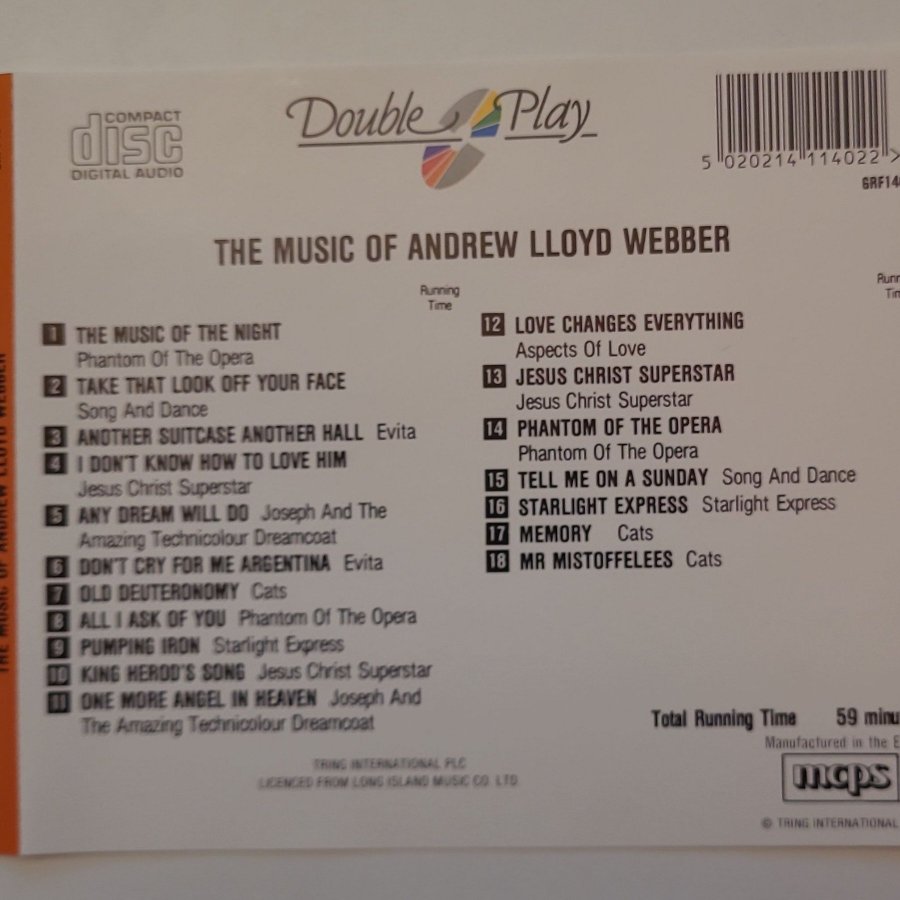 COMPACT
disc
DIGITAL AUDIO
Double Play
5 020214 114022 >
THE MUSIC OF ANDREW LLOYD WEBBER
Running
Time
1 THE MUSIC OF THE NIGHT
Phantom Of The Opera
2 TAKE THAT LOOK OFF YOUR FACE
Song And Dance
3 ANOTHER SUITCASE ANOTHER HALL Evita
4 I DON'T KNOW HOW TO LOVE HIM
Jesus Christ Superstar
5 ANY DREAM WILL DO Joseph And The
Amazing Technicolour Dreamcoat
6 DON'T CRY FOR ME ARGENTINA Evita
7 OLD DEUTERONOMY Cats
8 ALL I ASK OF YOU Phantom Of The Opera
9 PUMPING IRON Starlight Express
10 KING HEROD'S SONG Jesus Christ Superstar
11 ONE MORE ANGEL IN HEAVEN Joseph And
The Amazing Technicolour Dreamcoat
12 LOVE CHANGES EVERYTHING
Aspects Of Love
13 JESUS CHRIST SUPERSTAR
Jesus Christ Superstar
14 PHANTOM OF THE OPERA
Phantom Of The Opera
15 TELL ME ON A SUNDAY Song And Dance
16 STARLIGHT EXPRESS Starlight Express
17 MEMORY Cats
18 MR MISTOFFELEES Cats
Total Running Time 59
Manufactured in the
mcps
TRING INTERNATIONAL PLC
LICENCED FROM LONG ISLAND MUSIC CO. LTD.
© TRING INTERNATIONAL
THE MUSIC OF ANDREW LLOYD WEBBER